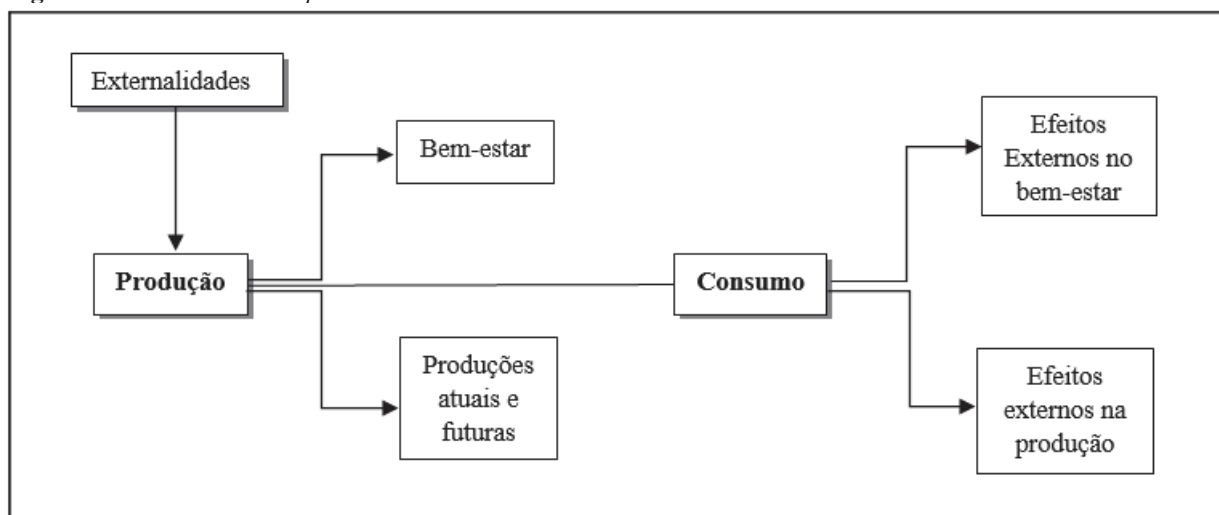 Externalidades
Bem-estar
Efeitos
Externos no
bem-estar
Produção
Consumo
Produções
atuais e
futuras
Efeitos
externos na
produção